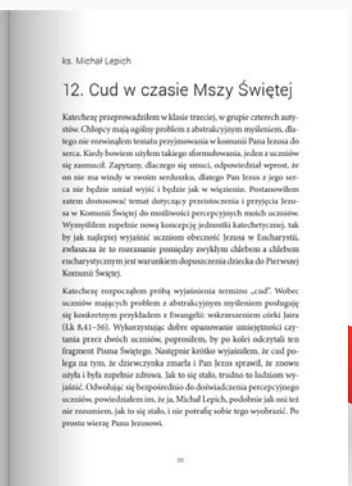 ks. Michał Lepich
12. Cud w czasie Mszy Świętej
Katechezę przeprowadziłem w klasie trzeciej, w grupie czterech auty-
stów. Chłopcy mają ogólny problem z abstrakcyjnym myśleniem, dla-
tego nie rozwinąłem tematu przyjmowania w komunii Pana Jezusa do
serca. Kiedy bowiem użyłem takiego sformułowania, jeden z uczniów
się zasmucił. Zapytany, dlaczego się smuci, odpowiedział wprost, że
on nie ma windy w swoim serduszku, dlatego Pan Jezus z jego ser-
ca nie będzie umiał wyjść i będzie jak w więzieniu. Postanowiłem
zatem dostosować temat dotyczący przeistoczenia i przyjęcia Jezu-
sa w Komunii Świętej do możliwości percepcyjnych moich uczniów.
Wymyśliłem zupełnie nową koncepcję jednostki katechetycznej, tak
by jak najlepiej wyjaśnić uczniom obecność Jezusa w Eucharystii,
zwłaszcza że to rozeznanie pomiędzy zwykłym chlebem a chlebem
eucharystycznym jest warunkiem dopuszczenia dziecka do Pierwszej
Komunii Świętej.
Katechezę rozpocząłem próbą wyjaśnienia terminu „cud”. Wobec
uczniów mających problem z abstrakcyjnym myśleniem posługuję
się konkretnym przykładem z Ewangelii: wskrzeszeniem córki Jaira
(Łk 8,41–56). Wykorzystując dobre opanowanie umiejętności czy-
tania przez dwóch uczniów, poprosiłem, by po kolei odczytali ten
fragment Pisma Świętego. Następnie krótko wyjaśniłem, że cud po-
lega na tym, że dziewczynka zmarła i Pan Jezus sprawił, że znowu
ożyła i była zupełnie zdrowa. Jak to się stało, trudno to ludziom wy-
jaśnić. Odwołując się bezpośrednio do doświadczenia percepcyjnego
uczniów, powiedziałem im, że ja, Michał Lepich, podobnie jak oni też
nie rozumiem, jak to się stało, i nie potrafię sobie tego wyobrazić. Po
prostu wierzę Panu Jezusowi.